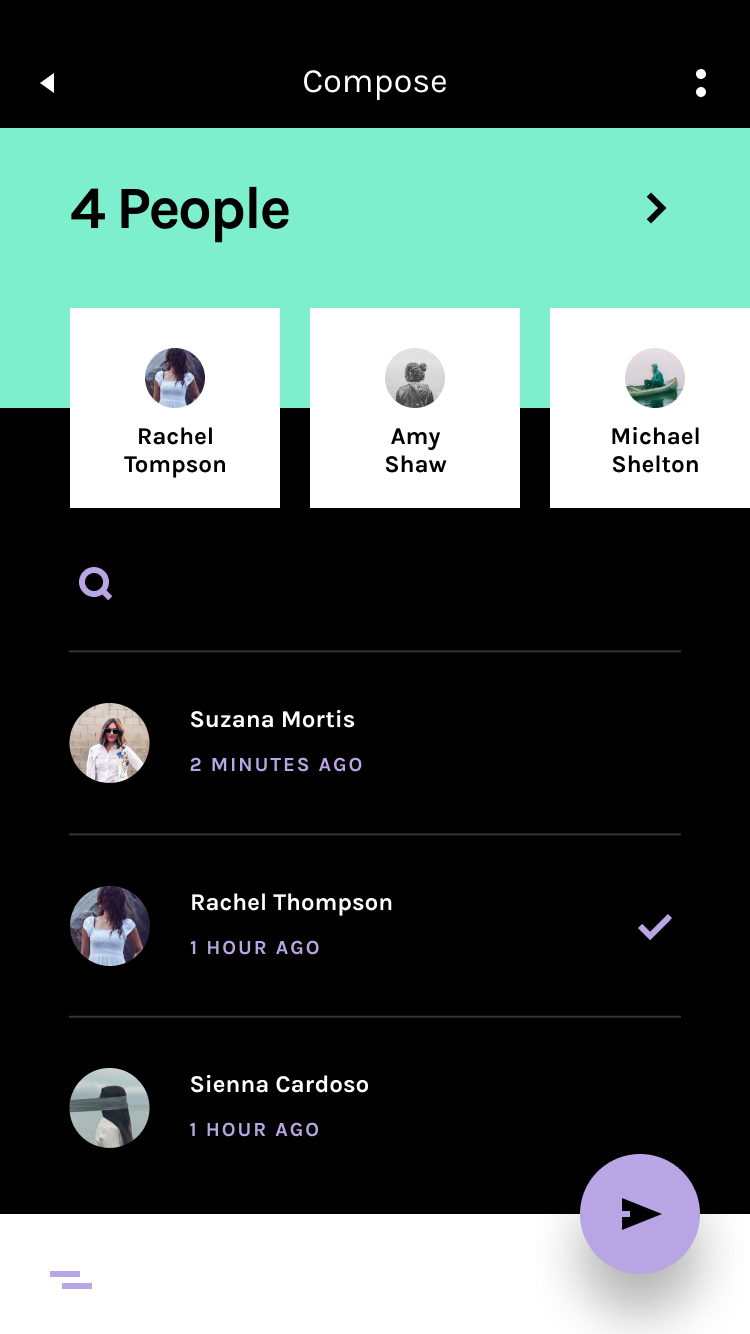 Compose
4 People
Rachel
Tompson
Amy
Shaw
Michael
Shelton
Suzana Mortis
2 MINUTES AGO
Rachel Thompson
1 HOUR AGO
Sienna Cardoso
1 HOUR AGO